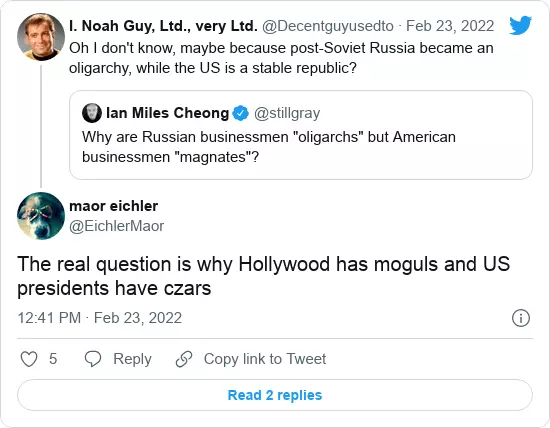 I. Noah Guy, Ltd., very Ltd. @Decentguyusedto · Feb 23, 2022
Oh I don't know, maybe because post-Soviet Russia became an
oligarchy, while the US is a stable republic?
Ian Miles Cheong @stillgray
Why are Russian businessmen "oligarchs" but American
businessmen "magnates"?
maor eichler
@EichlerMaor
The real question is why Hollywood has moguls and US
presidents have czars
12:41 PM · Feb 23, 2022
5 Reply Copy link to Tweet
Read 2 replies